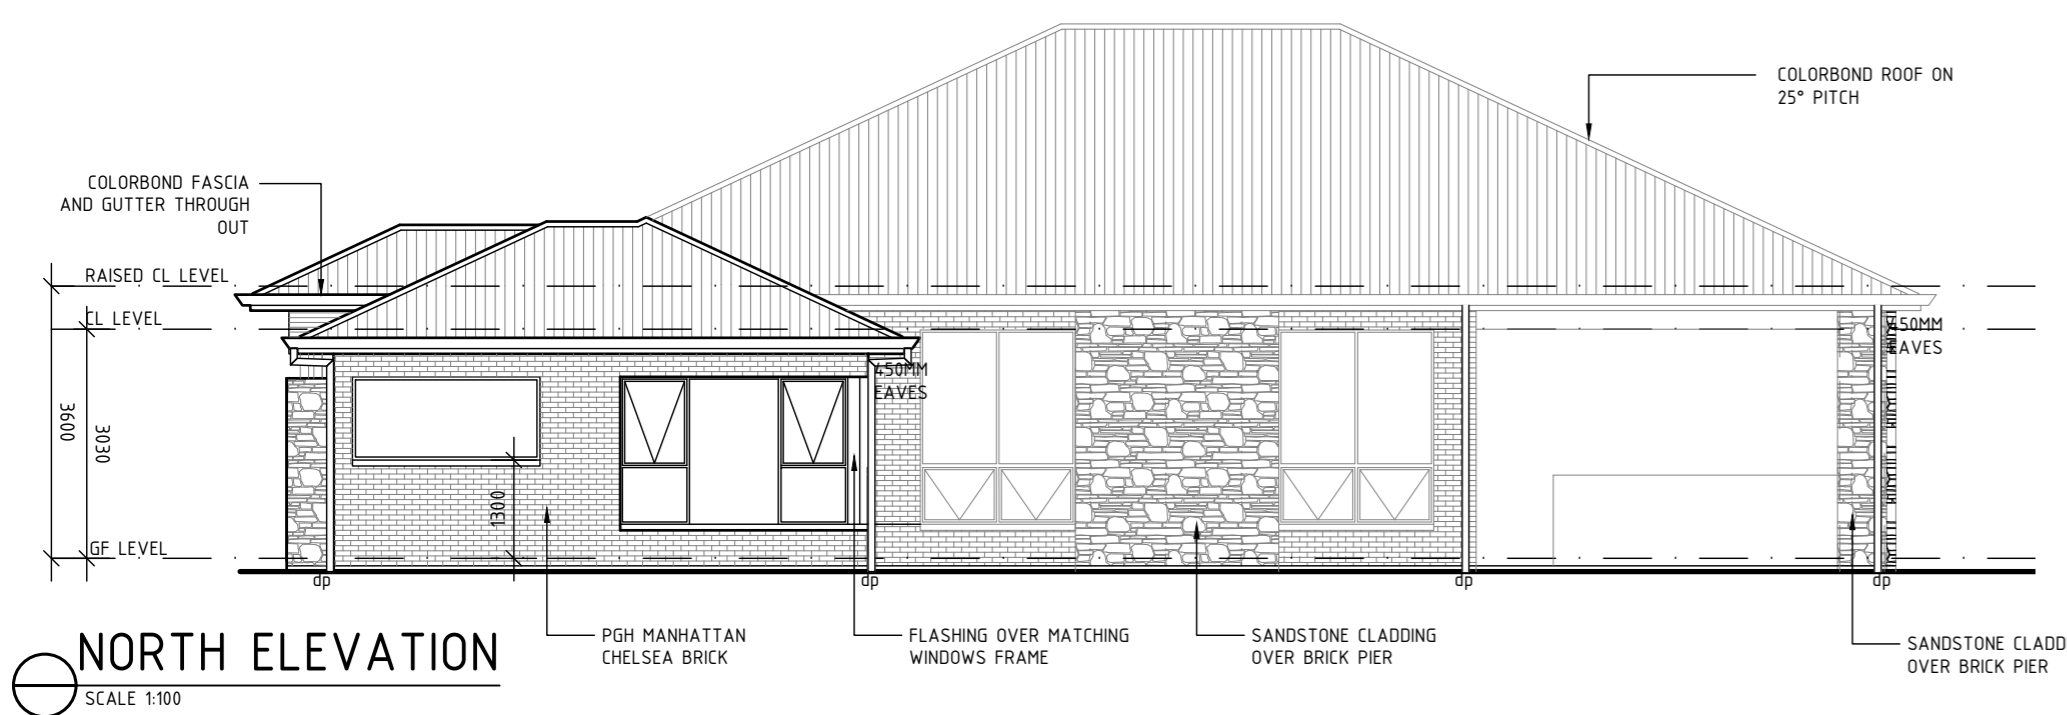 COLORBOND ROOF ON
25° PITCH
COLORBOND FASCIA
AND GUTTER THROUGH
OUT
RAISED CL LEVEL
CL LEVEL
450MM
EAVES
450MM
EAVES
3600
3030
1300
GF LEVEL
dp
dp
dp
dp
PGH MANHATTAN
CHELSEA BRICK
FLASHING OVER MATCHING
WINDOWS FRAME
SANDSTONE CLADDING
OVER BRICK PIER
SANDSTONE CLADD
OVER BRICK PIER
NORTH ELEVATION
SCALE 1:100